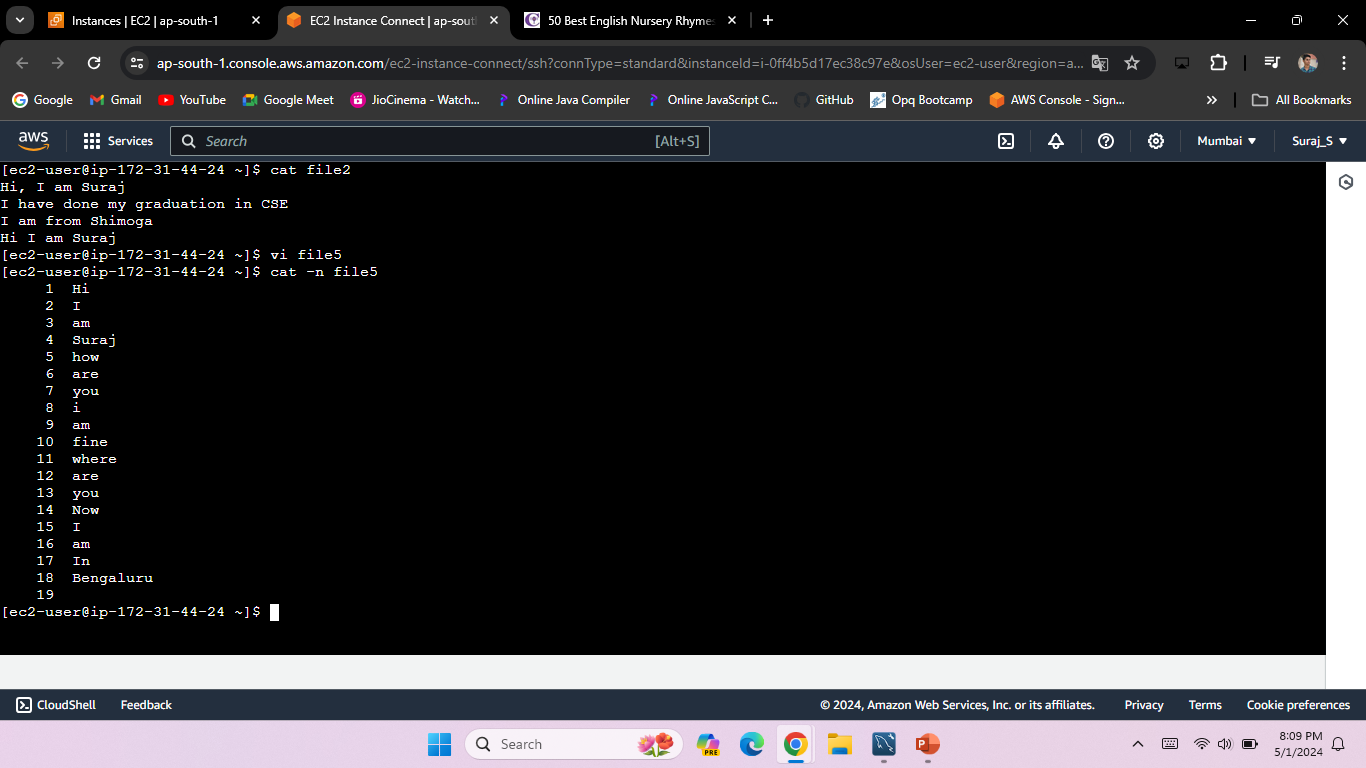 Instances | EC2 | ap-south-1
EC2 Instance Connect | ap-sout
50 Best English Nursery Rhymes
ap-south-1.console.aws.amazon.com/ec2-instance-connect/ssh?connType=standard&instanceId=i-0ff4b5d17ec38c97e&osUser=ec2-user&region=a...
Google Gmail YouTube Google Meet JioCinema - Watch... Online Java Compiler Online JavaScript C... GitHub Opq Bootcamp AWS Console - Sign... » All Bookmarks
aws Services Search [Alt+S] Mumbai Suraj_S
[ec2-user@ip-172-31-44-24 ~]$ cat file2
Hi, I am Suraj
I have done my graduation in CSE
I am from Shimoga
Hi I am Suraj
[ec2-user@ip-172-31-44-24 ~]$ vi file5
[ec2-user@ip-172-31-44-24 ~]$ cat -n file5
1 Hi
2 I
3 am
4 Suraj
5 how
6 are
7 you
8 i
9 am
10 fine
11 where
12 are
13 you
14 Now
15 I
16 am
17 In
18 Bengaluru
19
[ec2-user@ip-172-31-44-24 ~]$
CloudShell Feedback © 2024, Amazon Web Services, Inc. or its affiliates. Privacy Terms Cookie preferences
Search PRE P 8:09 PM
5/1/2024